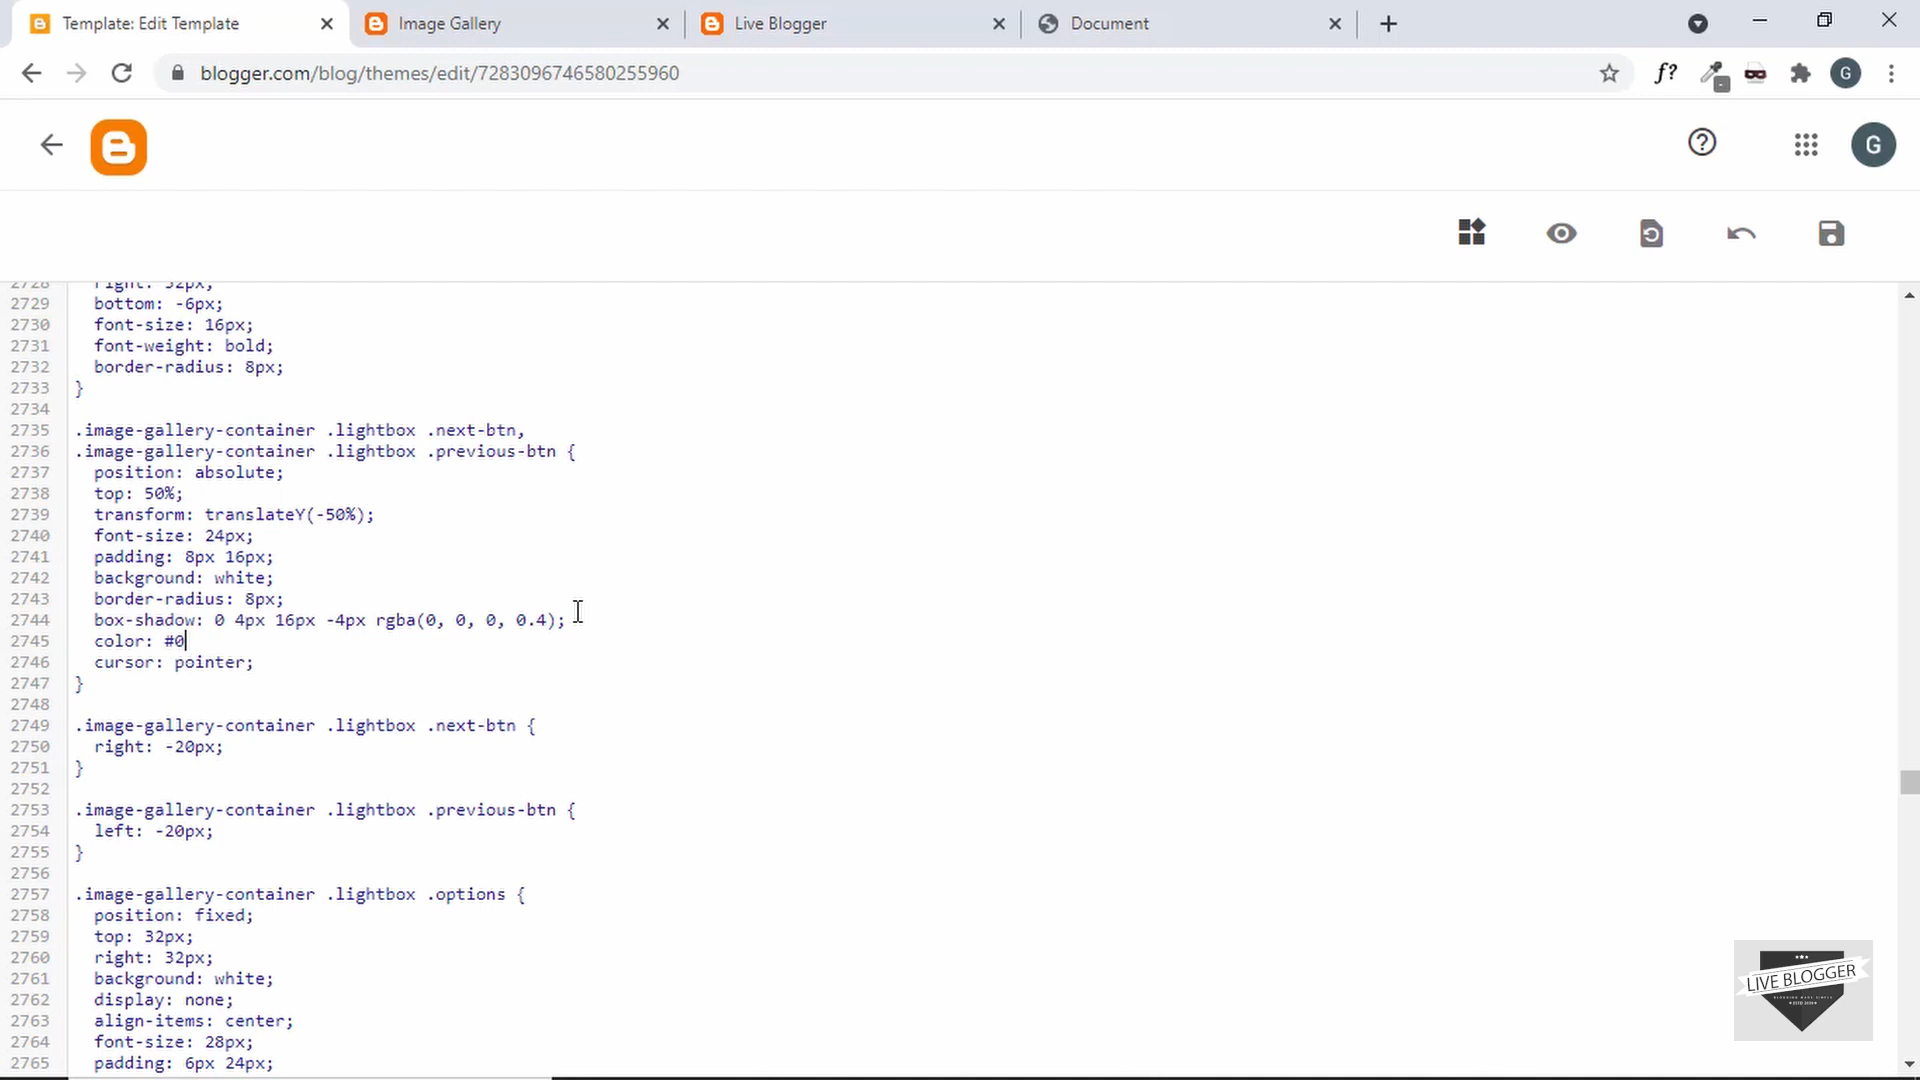 Template: Edit Template
Image Gallery
Live Blogger
Document
blogger.com/blog/themes/edit/7283096746580255960
f?
G
G
2728 right: 32px;
2729 bottom: -6px;
2730 font-size: 16px;
2731 font-weight: bold;
2732 border-radius: 8px;
2733 }
2734
2735 .image-gallery-container .lightbox .next-btn,
2736 .image-gallery-container .lightbox .previous-btn {
2737 position: absolute;
2738 top: 50%;
2739 transform: translateY(-50%);
2740 font-size: 24px;
2741 padding: 8px 16px;
2742 background: white;
2743 border-radius: 8px;
2744 box-shadow: 0 4px 16px -4px rgba(0, 0, 0, 0.4);
2745 color: #0
2746 cursor: pointer;
2747 }
2748
2749 .image-gallery-container .lightbox .next-btn {
2750 right: -20px;
2751 }
2752
2753 .image-gallery-container .lightbox .previous-btn {
2754 left: -20px;
2755 }
2756
2757 .image-gallery-container .lightbox .options {
2758 position: fixed;
2759 top: 32px;
2760 right: 32px;
2761 background: white;
2762 display: none;
2763 align-items: center;
2764 font-size: 28px;
2765 padding: 6px 24px;
LIVE BLOGGER